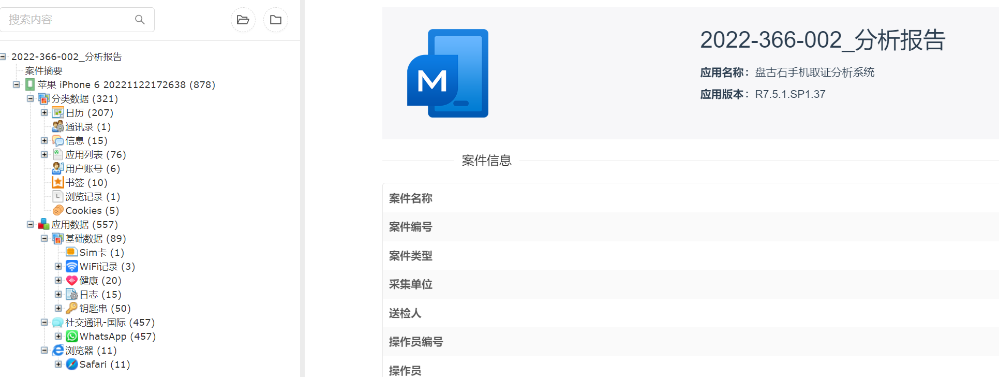 搜索内容
2022-366-002_分析报告
案件摘要
苹果 iPhone 6 20221122172638 (878)
分类数据 (321)
日历 (207)
通讯录 (1)
信息 (15)
应用列表 (76)
用户账号 (6)
书签 (10)
浏览记录 (1)
Cookies (5)
应用数据 (557)
基础数据 (89)
Sim卡 (1)
WiFi记录 (3)
健康 (20)
日志 (15)
钥匙串 (50)
社交通讯-国际 (457)
WhatsApp (457)
浏览器 (11)
Safari (11)
M
2022-366-002_分析报告
应用名称：盘古石手机取证分析系统
应用版本：R7.5.1.SP1.37
案件信息
案件名称
案件编号
案件类型
采集单位
送检人
操作员编号
操作员